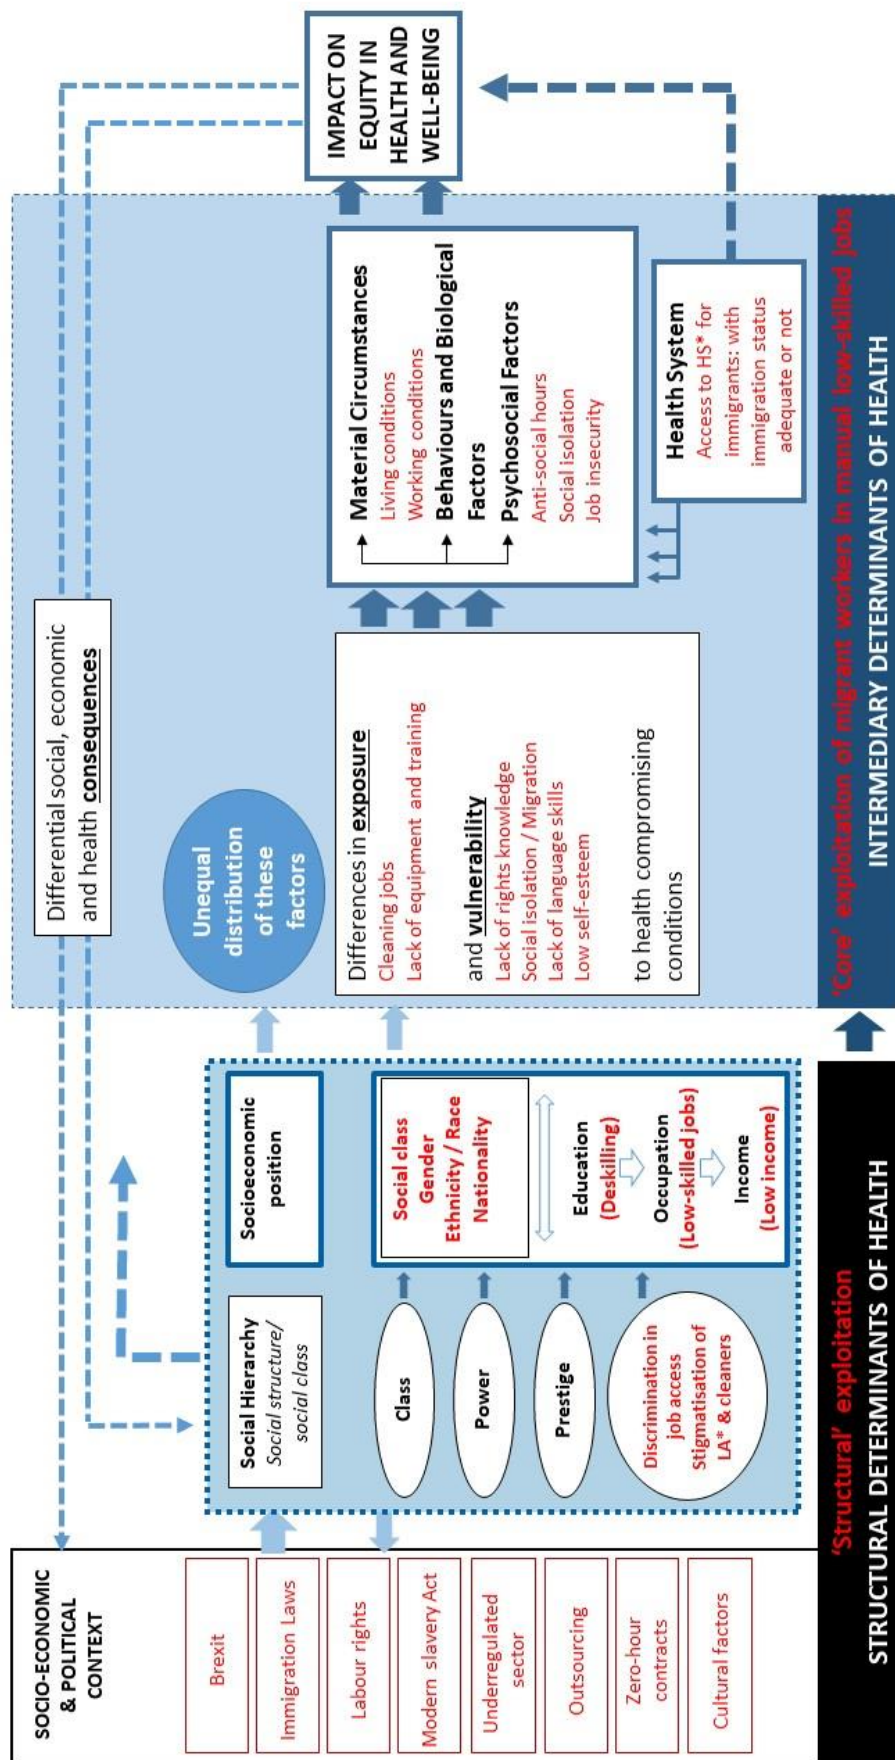 SOCIO-ECONOMIC
& POLITICAL
CONTEXT
Brexit
Immigration Laws
Labour rights
Modern slavery Act
Underregulated
sector
Outsourcing
Zero-hour
contracts
Cultural factors
Social Hierarchy
Social structure/
social class
Class
Power
Prestige
Discrimination in
job access
Stigmatisation of
LA* & cleaners
Socioeconomic
position
Social class
Gender
Ethnicity / Race
Nationality
Education
(Deskilling)
Occupation
(Low-skilled jobs)
Income
(Low income)
'Structural' exploitation
STRUCTURAL DETERMINANTS OF HEALTH
Differential social, economic
and health consequences
Unequal
distribution
of these
factors
Differences in exposure
Cleaning jobs
Lack of equipment and training
and vulnerability
Lack of rights knowledge
Social isolation / Migration
Lack of language skills
Low self-esteem
to health compromising
conditions
Material Circumstances
Living conditions
Working conditions
Behaviours and Biological
Factors
Psychosocial Factors
Anti-social hours
Social isolation
Job insecurity
Health System
Access to HS* for
immigrants: with
immigration status
adequate or not
'Core' exploitation of migrant workers in manual low-skilled jobs
INTERMEDIARY DETERMINANTS OF HEALTH
IMPACT ON
EQUITY IN
HEALTH AND
WELL-BEING